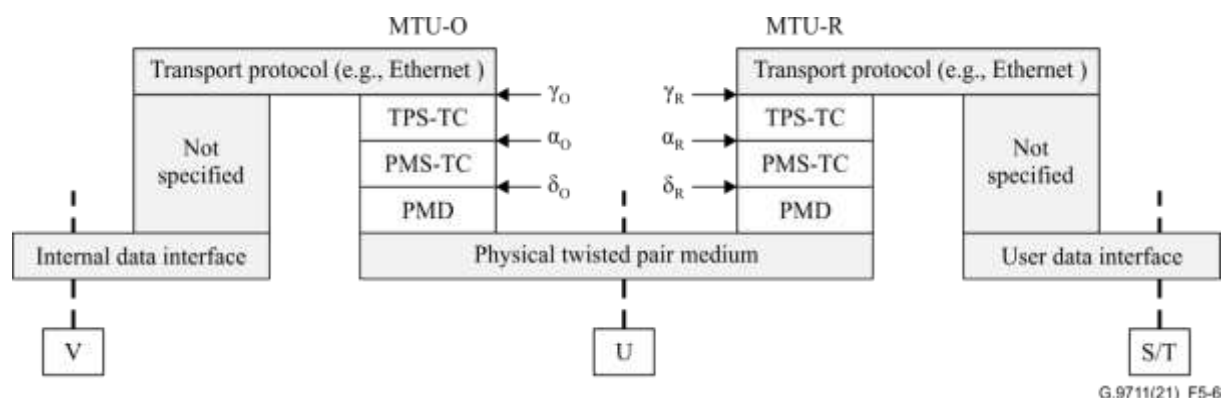 MTU-O MTU-R
Transport protocol (e.g., Ethernet ) Transport protocol (e.g., Ethernet )
γO γR
TPS-TC TPS-TC
αO αR
Not specified PMS-TC PMS-TC Not specified
δO δR
PMD PMD
Internal data interface Physical twisted pair medium User data interface
V U S/T
G.9711(21)_F5-6